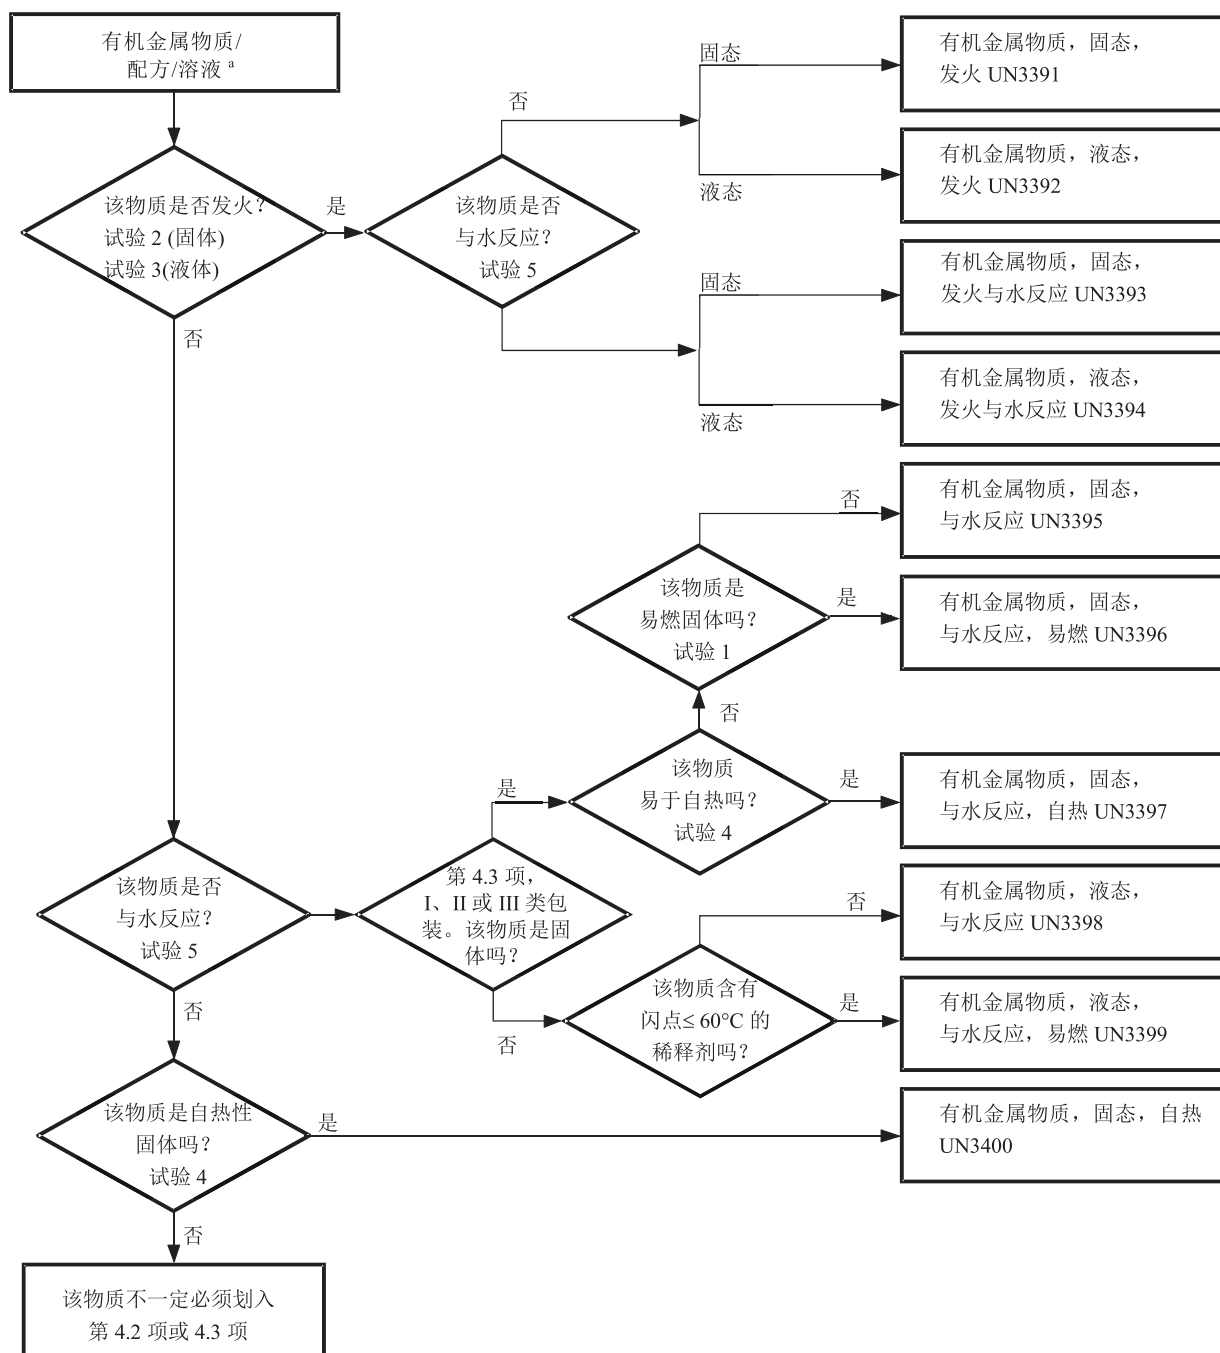 有机金属物质/
配方/溶液 a
该物质是否发火？
试验 2 (固体)
试验 3(液体)
是
否
该物质是否
与水反应？
试验 5
否
固态
液态
固态
液态
有机金属物质，固态，
发火 UN3391
有机金属物质，液态，
发火 UN3392
有机金属物质，固态，
发火与水反应 UN3393
有机金属物质，液态，
发火与水反应 UN3394
有机金属物质，固态，
与水反应 UN3395
否
该物质是
易燃固体吗？
试验 1
是
有机金属物质，固态，
与水反应，易燃 UN3396
否
该物质
易于自热吗？
试验 4
是
有机金属物质，固态，
与水反应，自热 UN3397
是
该物质是否
与水反应？
试验 5
第 4.3 项，
I、II 或 III 类包
装。该物质是固
体吗？
否
有机金属物质，液态，
与水反应 UN3398
否
否
该物质含有
闪点≤ 60°C 的
稀释剂吗？
是
有机金属物质，液态，
与水反应，易燃 UN3399
该物质是自热性
固体吗？
试验 4
是
有机金属物质，固态，自热
UN3400
否
该物质不一定必须划入
第 4.2 项或 4.3 项